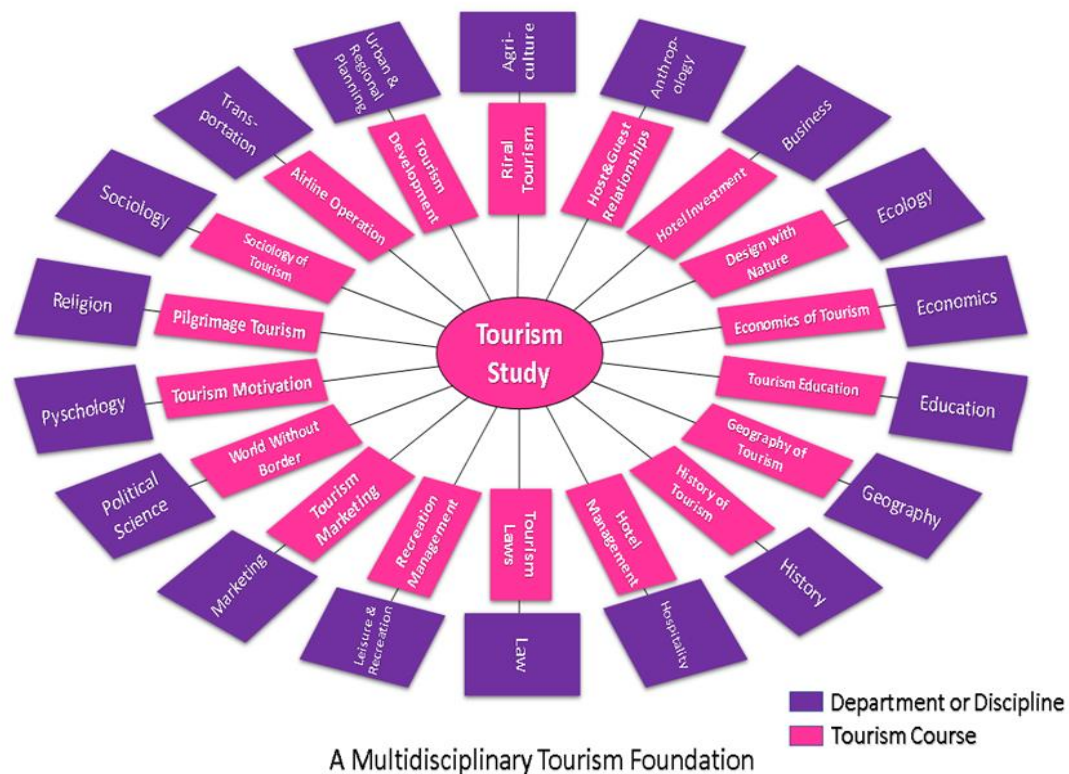 Agri-
culture
Riral
Tourism
Anthrop-
ology
Host&Guest
Relationships
Business
Hotel Investment
Ecology
Design with
Nature
Economics
Economics of Tourism
Education
Tourism Education
Geography
Geography of
Tourism
History
History of
Tourism
Hospitality
Hotel
Management
Law
Tourism
Laws
Leisure &
Recreation
Recreation
Management
Marketing
Tourism
Marketing
Political
Science
World Without
Border
Pyschology
Tourism Motivation
Religion
Pilgrimage Tourism
Sociology
Sociology of
Tourism
Trans-
portation
Airline Operation
Urban &
Regional
Planning
Tourism
Development
Tourism
Study
Department or Discipline
Tourism Course
A Multidisciplinary Tourism Foundation